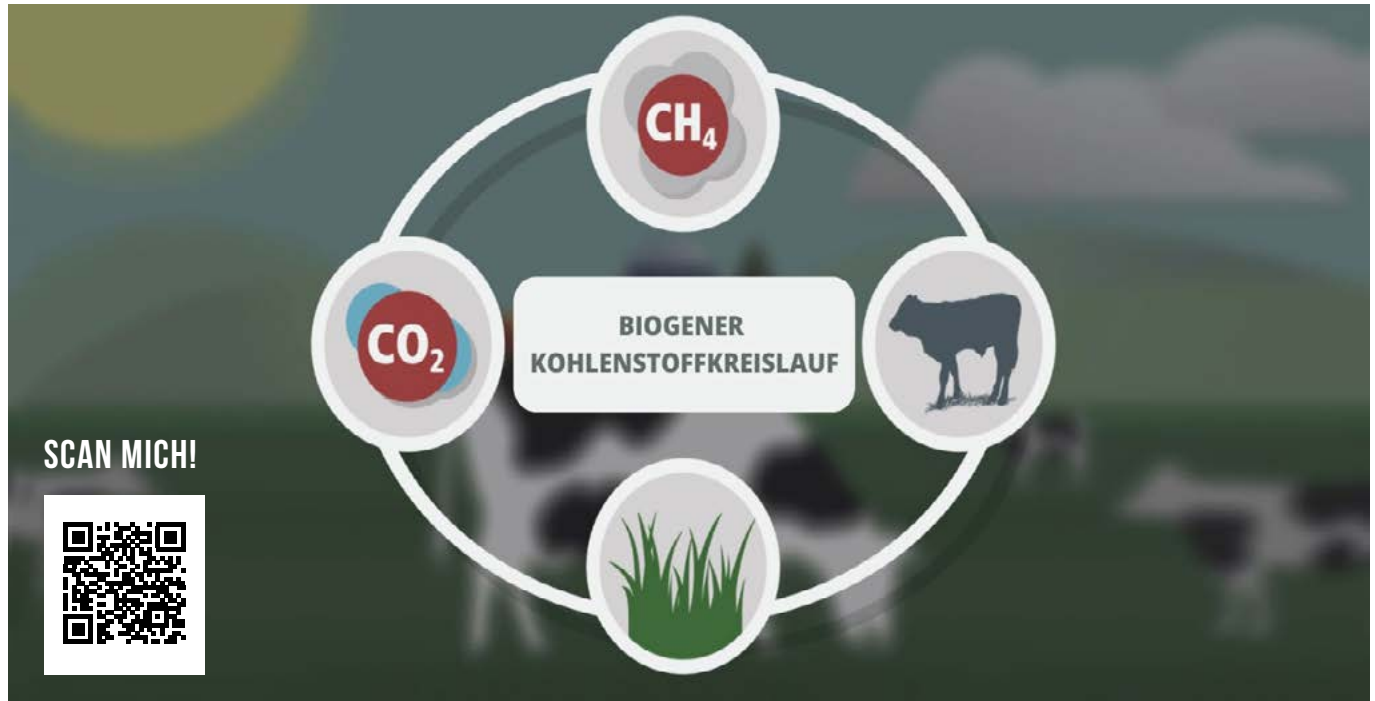 CH₄
CO₂
BIOGENER
KOHLENSTOFFKREISLAUF
SCAN MICH!